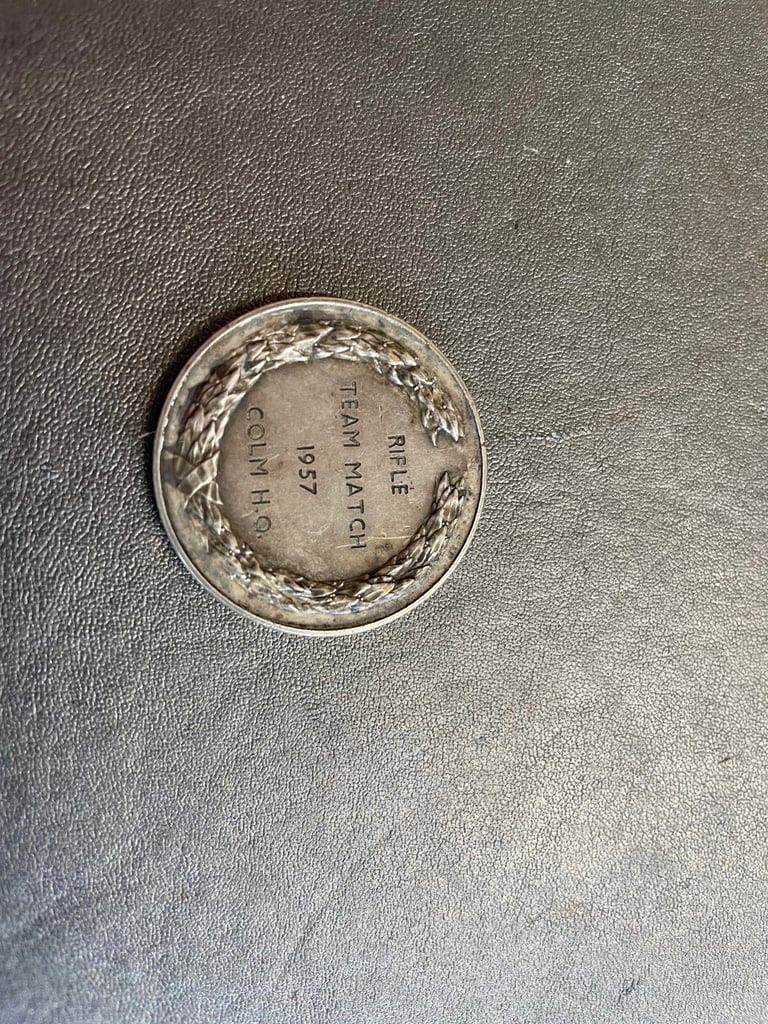 RIFLE
TEAM MATCH
1957
COLM H.Q.